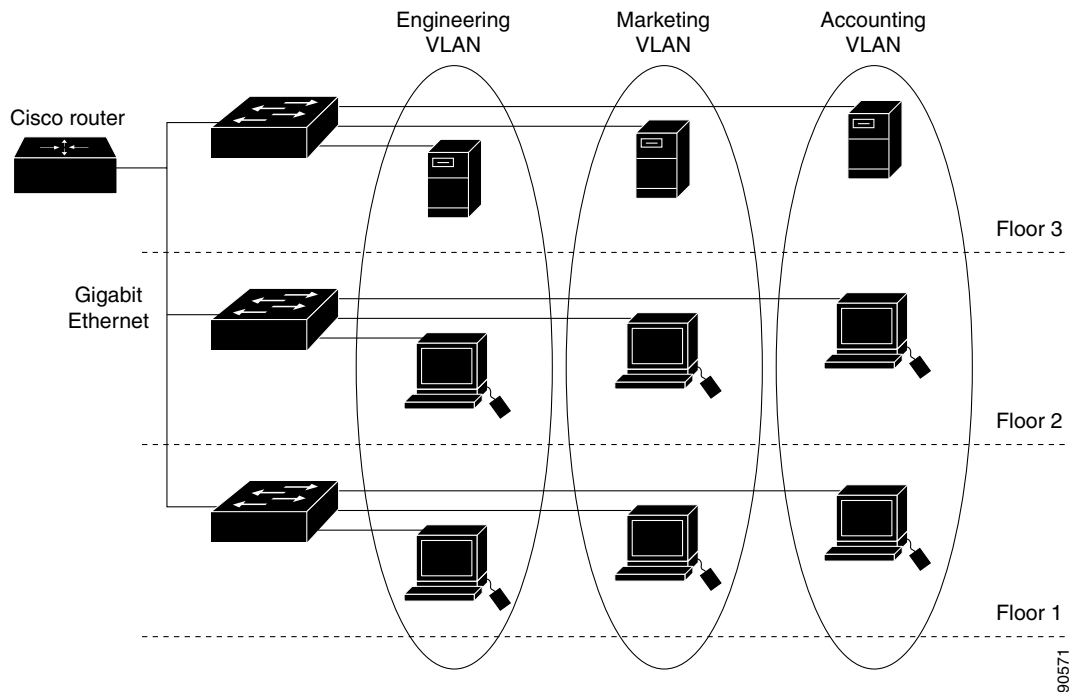 Engineering
VLAN
Marketing
VLAN
Accounting
VLAN
Cisco router
Floor 3
Gigabit
Ethernet
Floor 2
Floor 1
90571